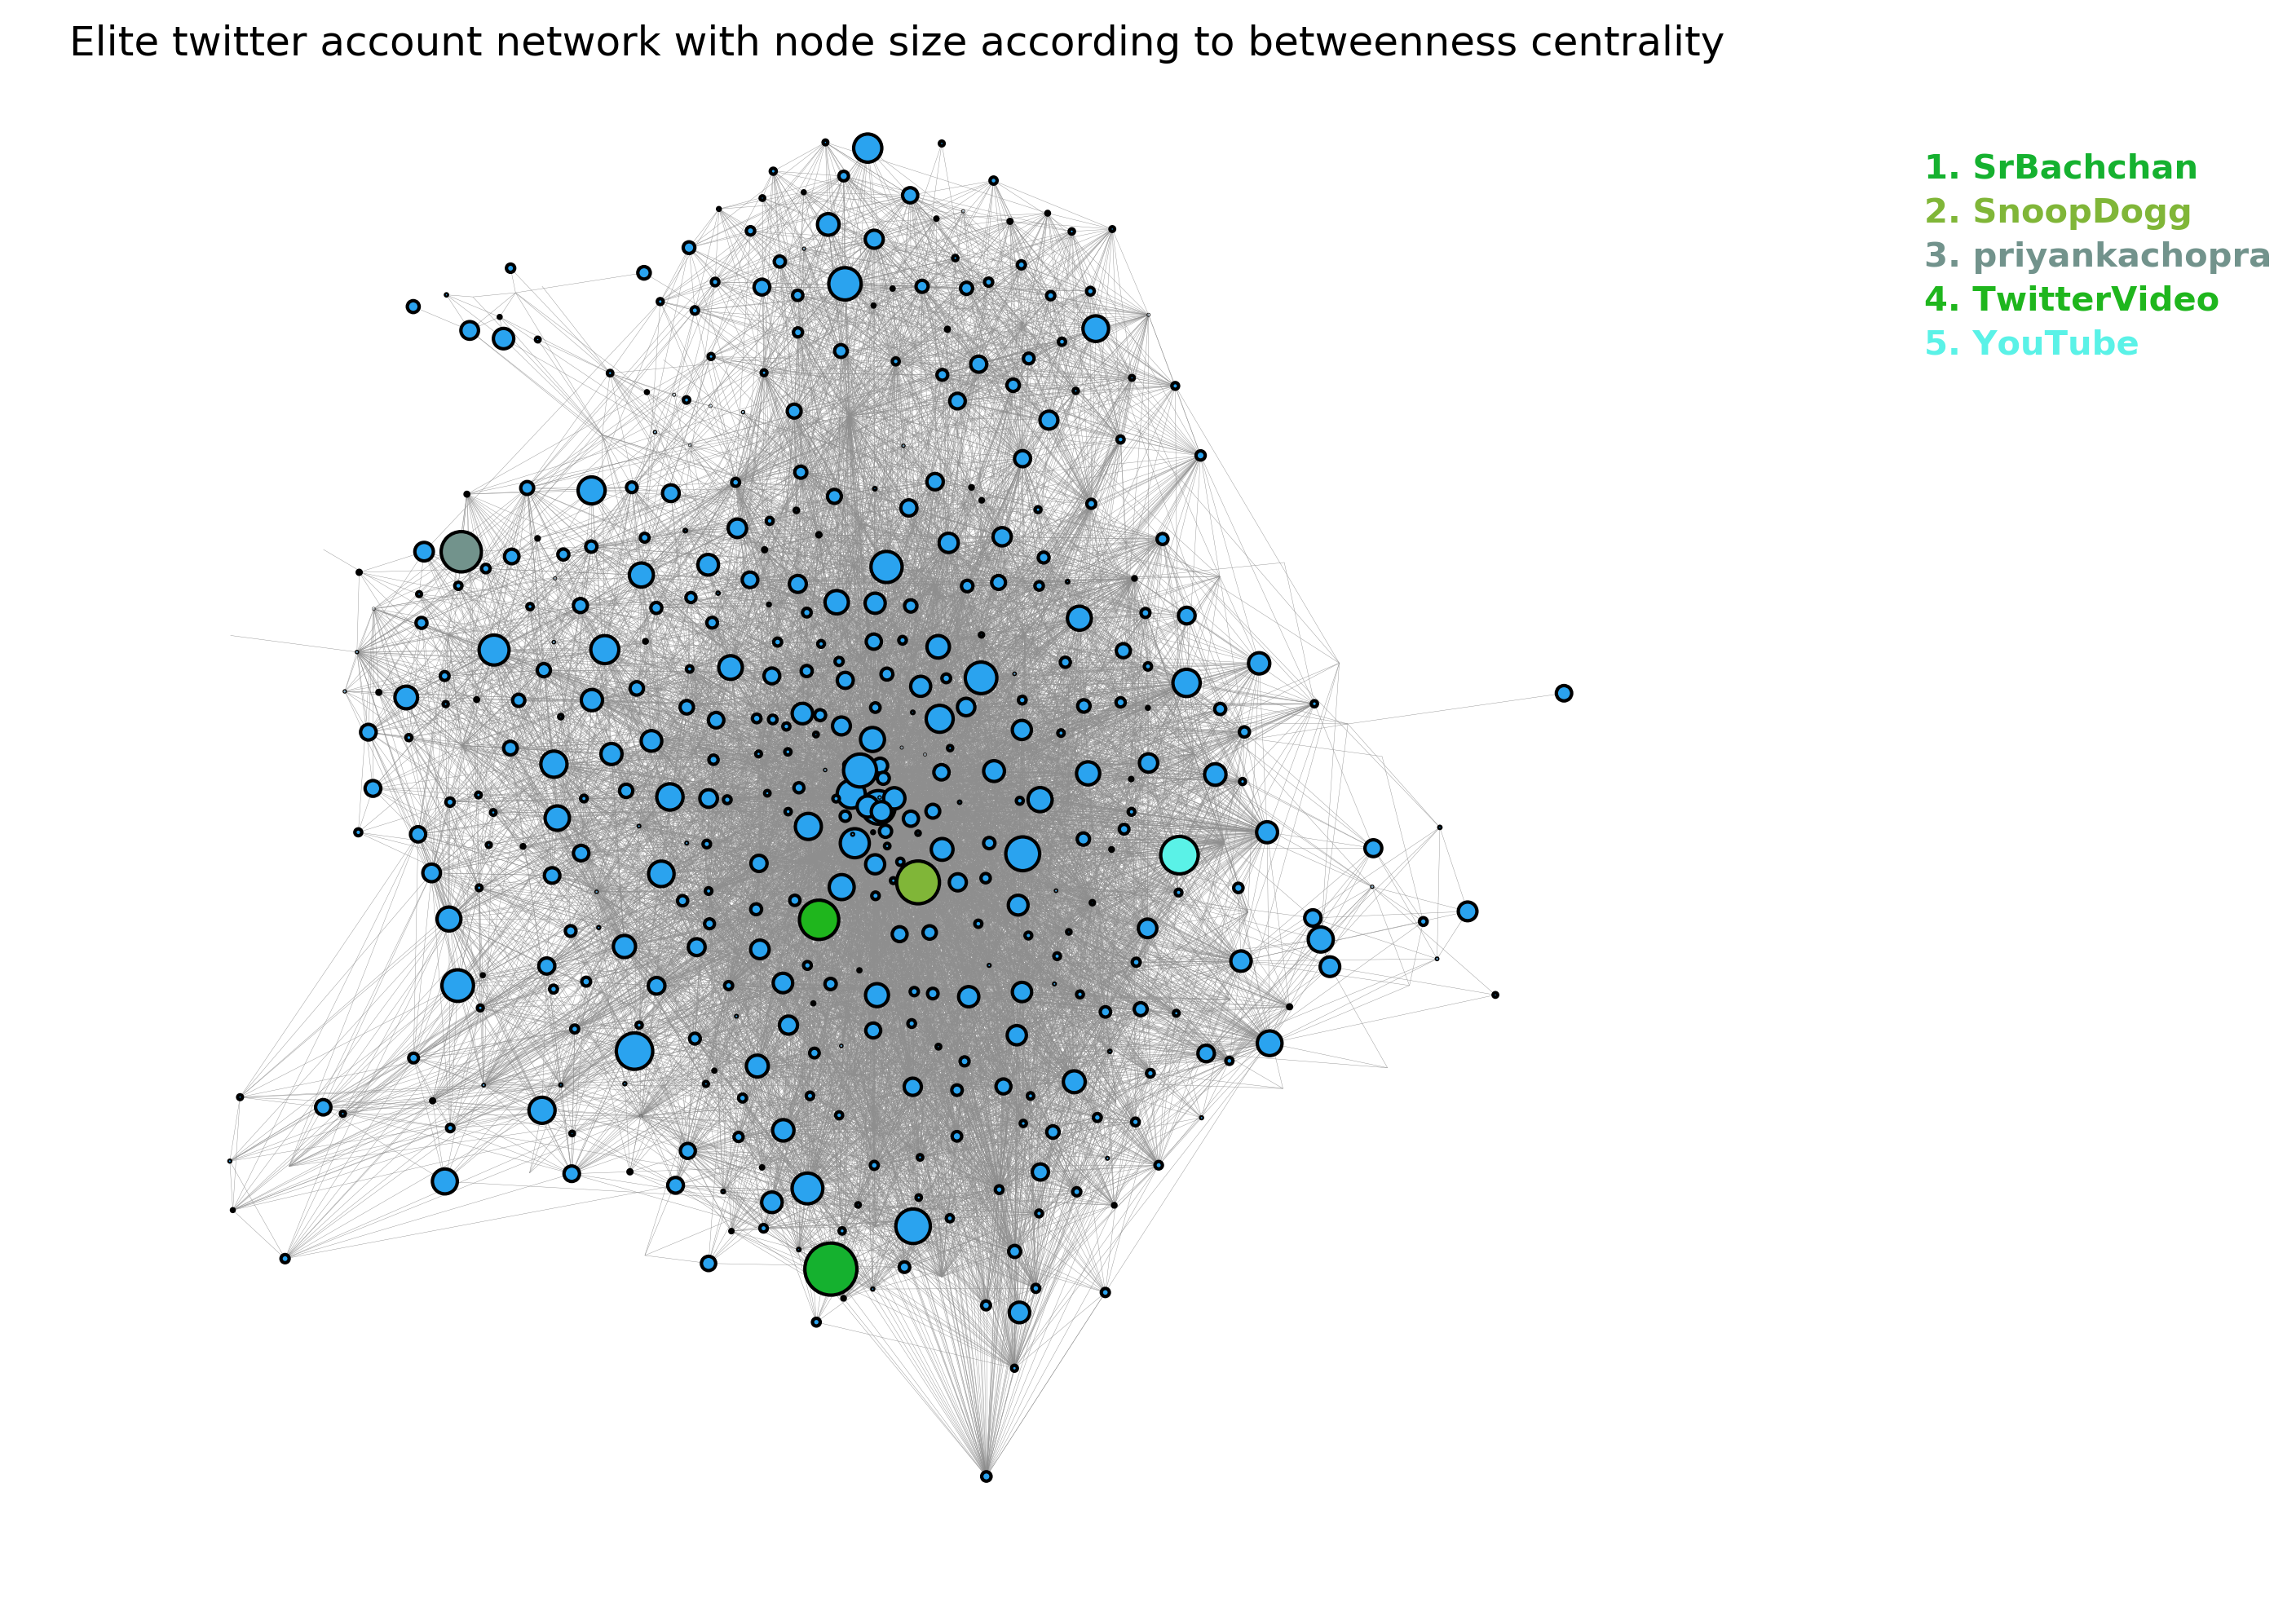 Elite twitter account network with node size according to betweenness centrality
1. SrBachchan
2. SnoopDogg
3. priyankachopra
4. TwitterVideo
5. YouTube